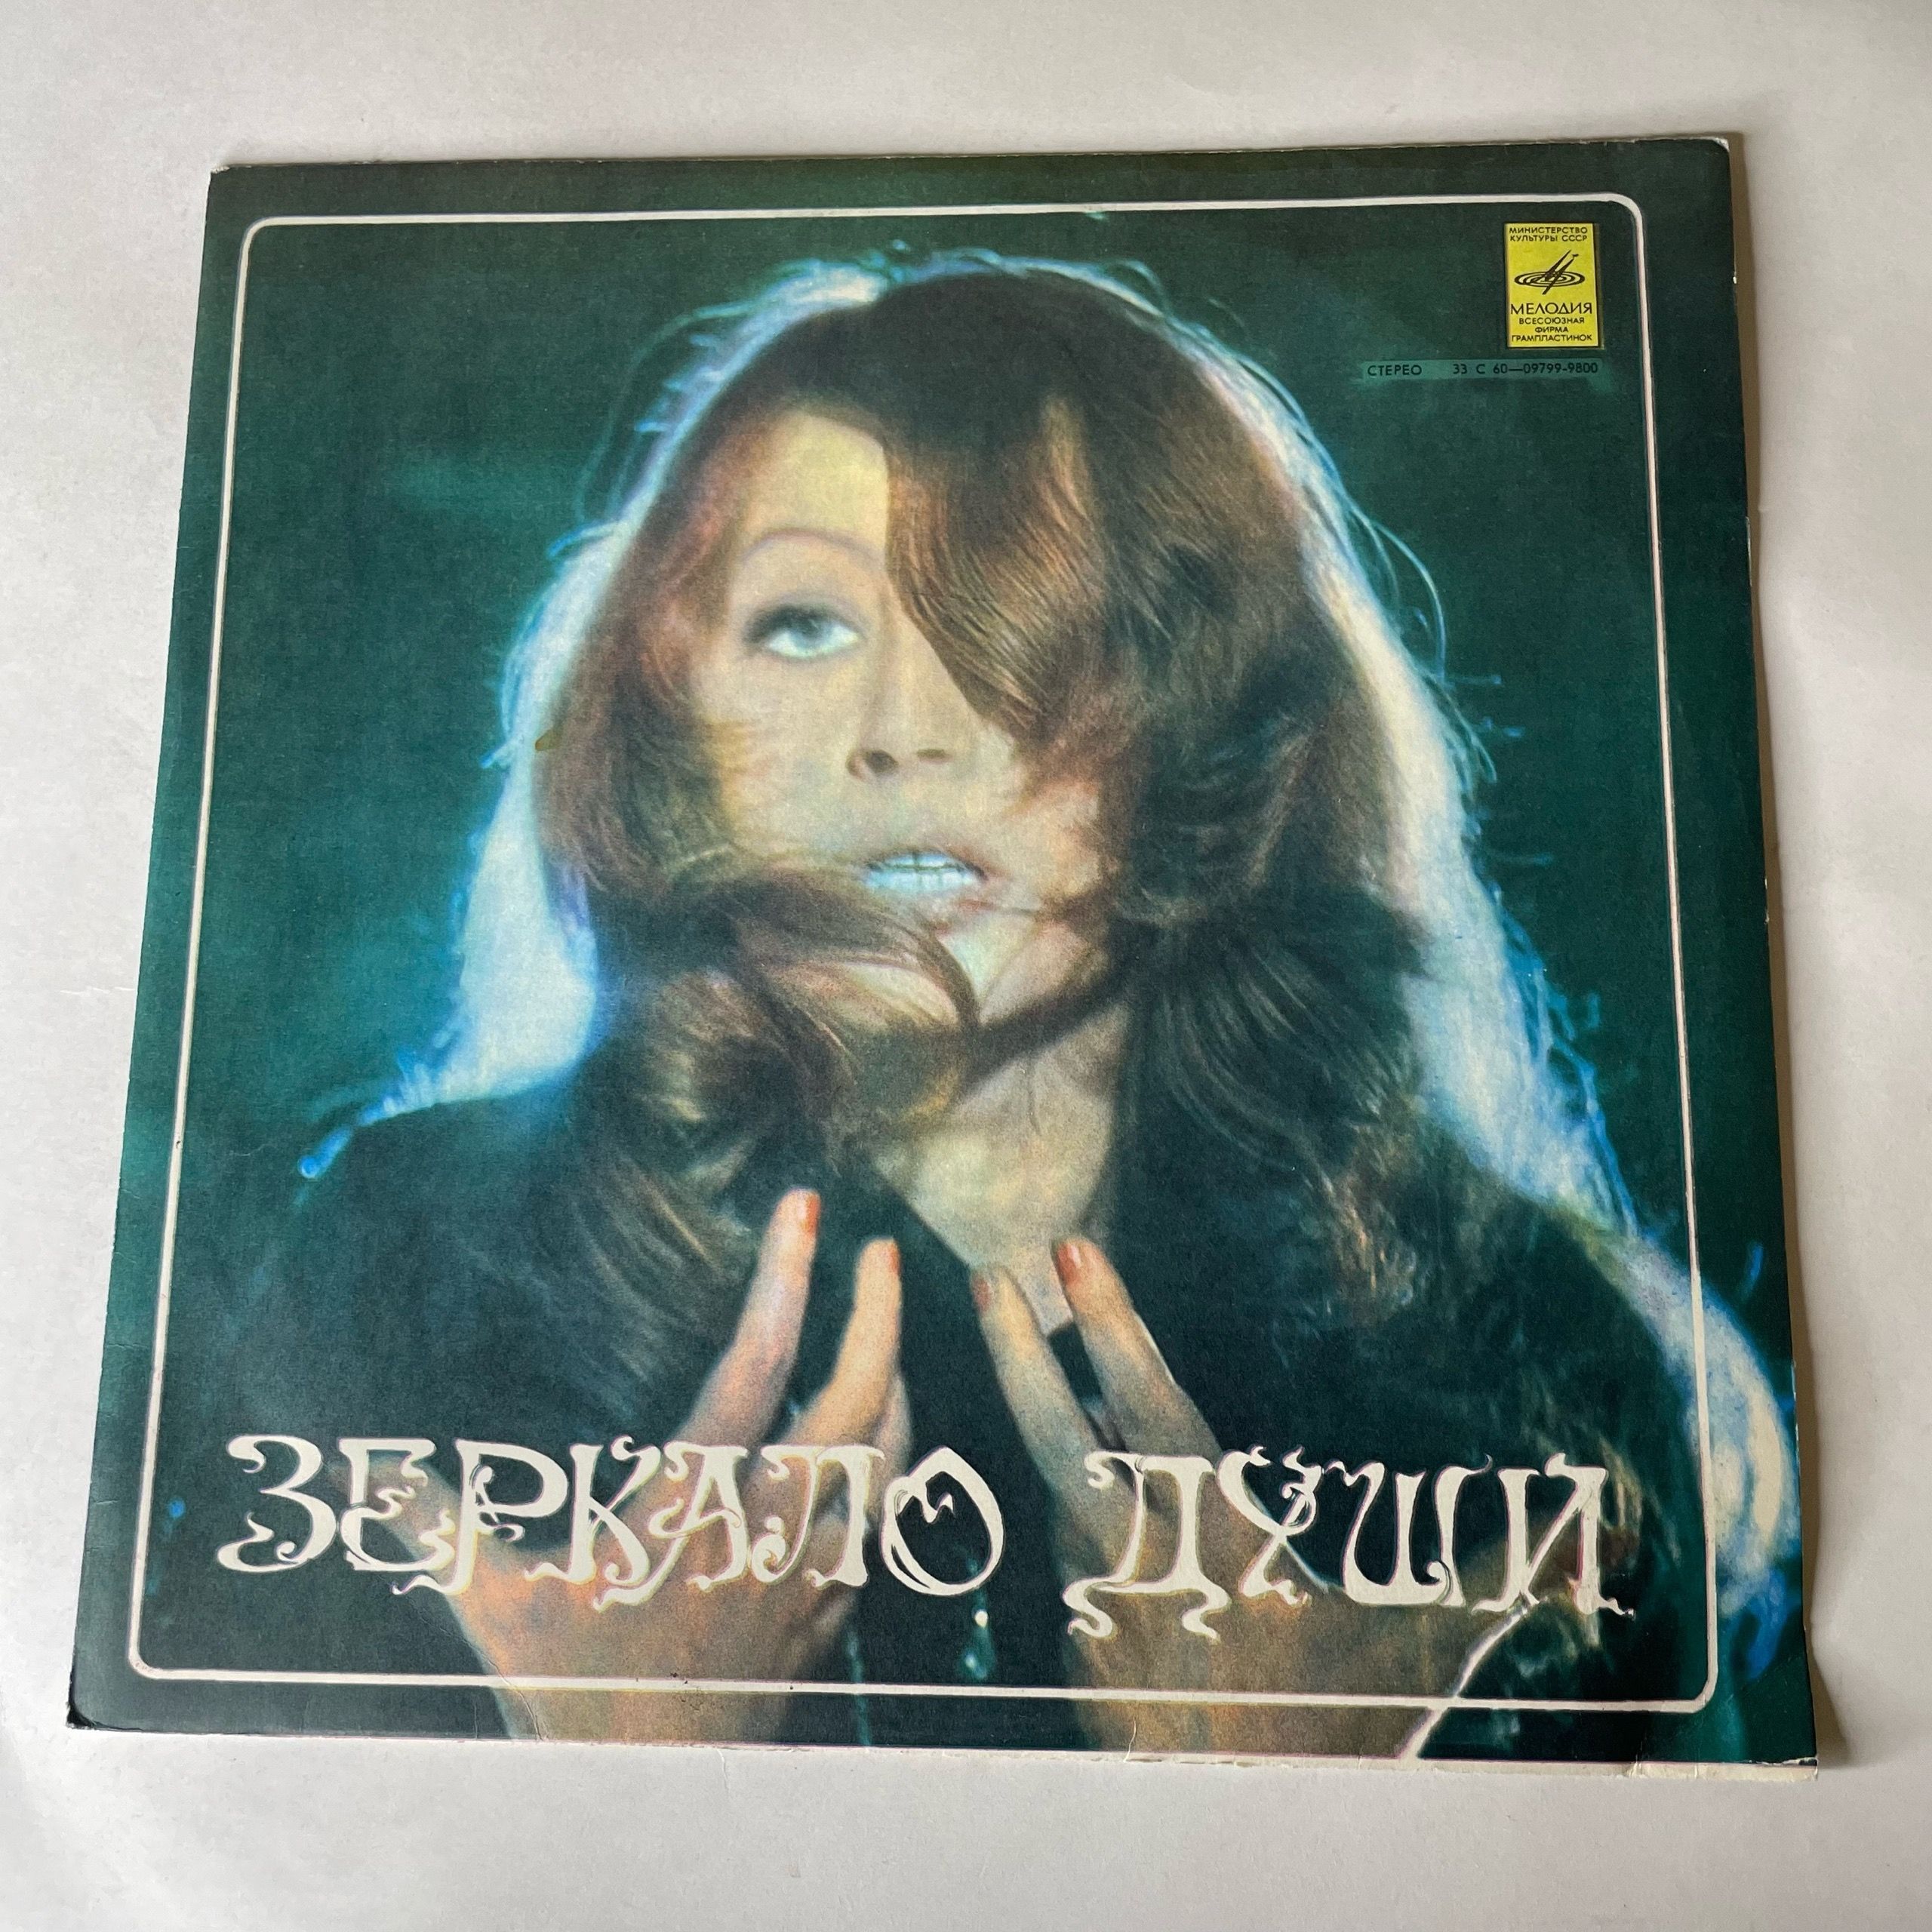 МИНИСТЕРСТВО
КУЛЬТУРЫ СССР
МЕЛОДИЯ
ВСЕСОЮЗНАЯ
ФИРМА
ГРАМПЛАСТИНОК
СТЕРЕО 33 С 60—09799-9800
ЗЕРКАЛО ДУШИ